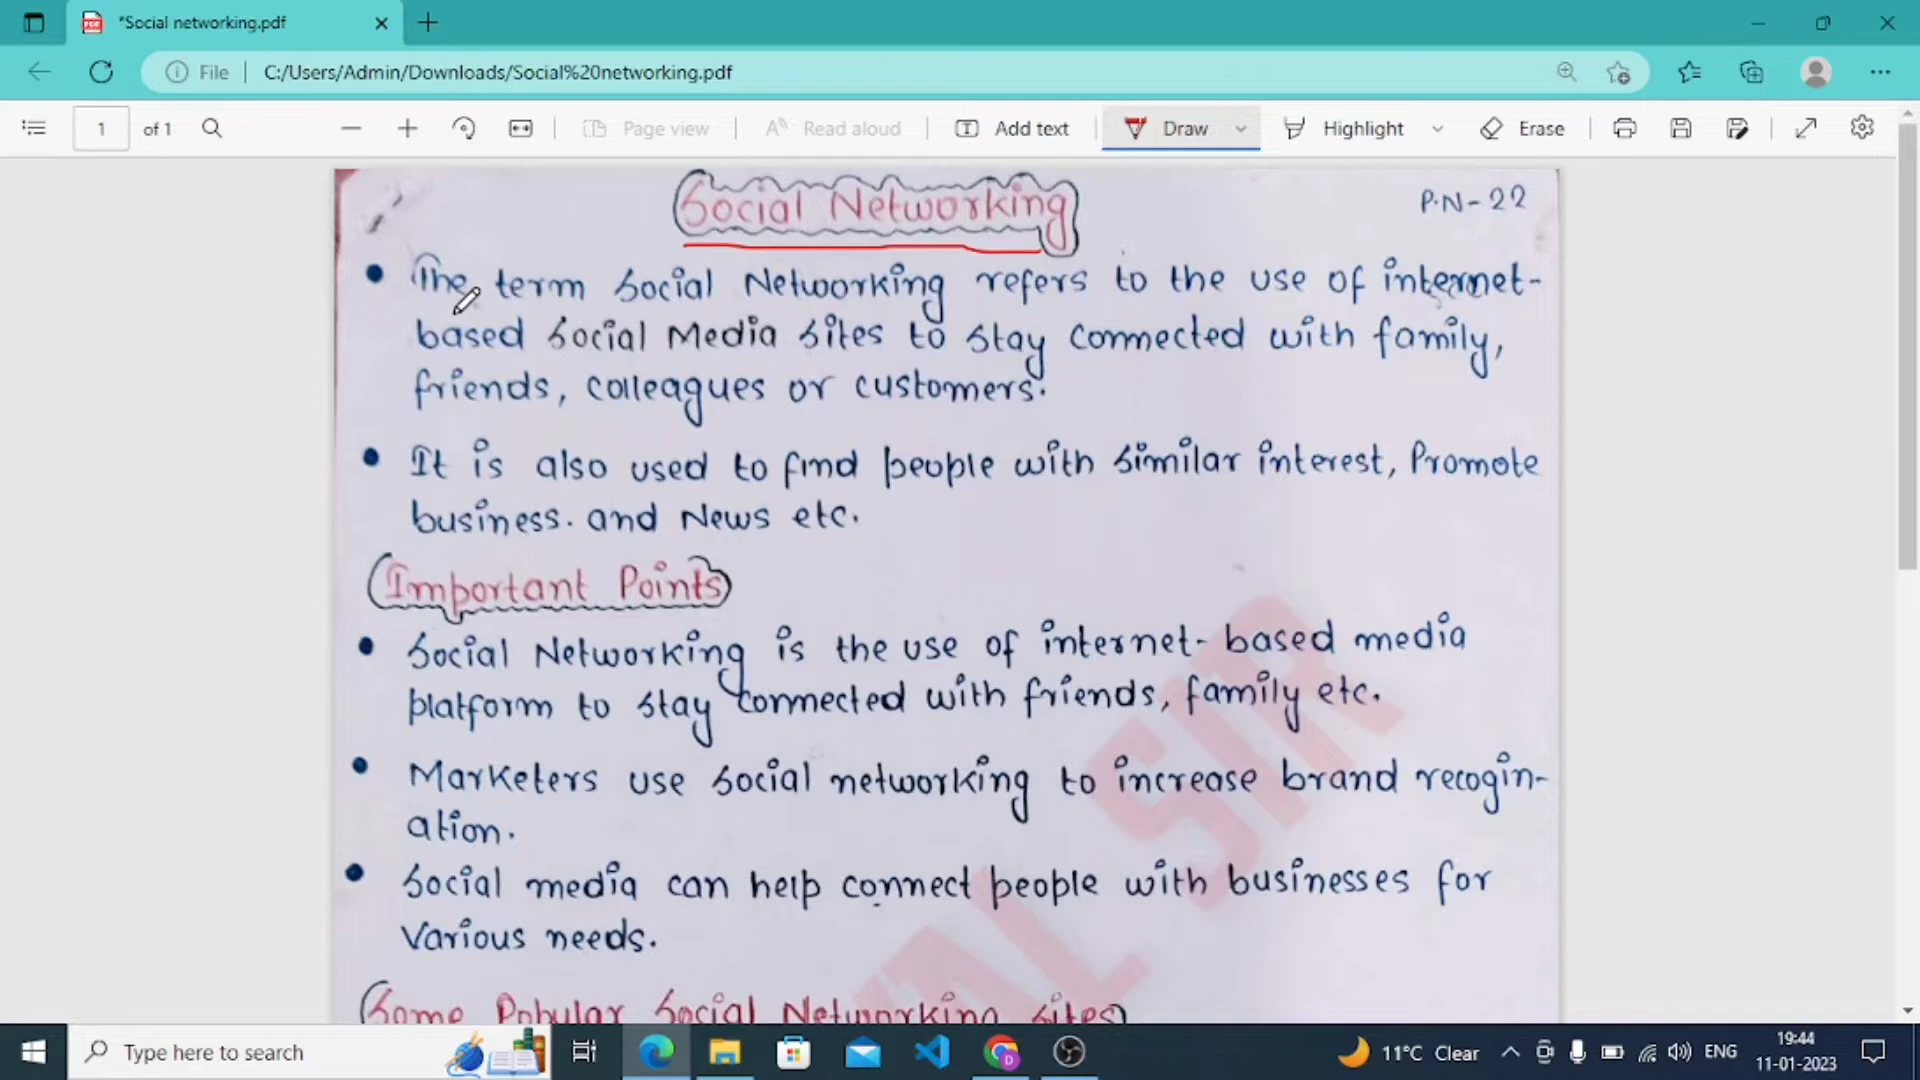 *Social networking.pdf
File
C:/Users/Admin/Downloads/Social%20networking.pdf
1 of 1
Page view
Read aloud
Add text
Draw
Highlight
Erase
Social Networking
P.N-22
The term Social Networking refers to the use of internet-
based Social Media sites to stay connected with family,
friends, colleagues or customers.
It is also used to find people with similar interest, Promote
business. and News etc.
Important Points
Social Networking is the use of internet-based media
platform to stay connected with friends, family etc.
Marketers use social networking to increase brand recogin-
ation.
Social media can help connect people with businesses for
Various needs.
Some Popular Social Networking Sites
SIR
Type here to search
11°C Clear
ENG
19:44
11-01-2023